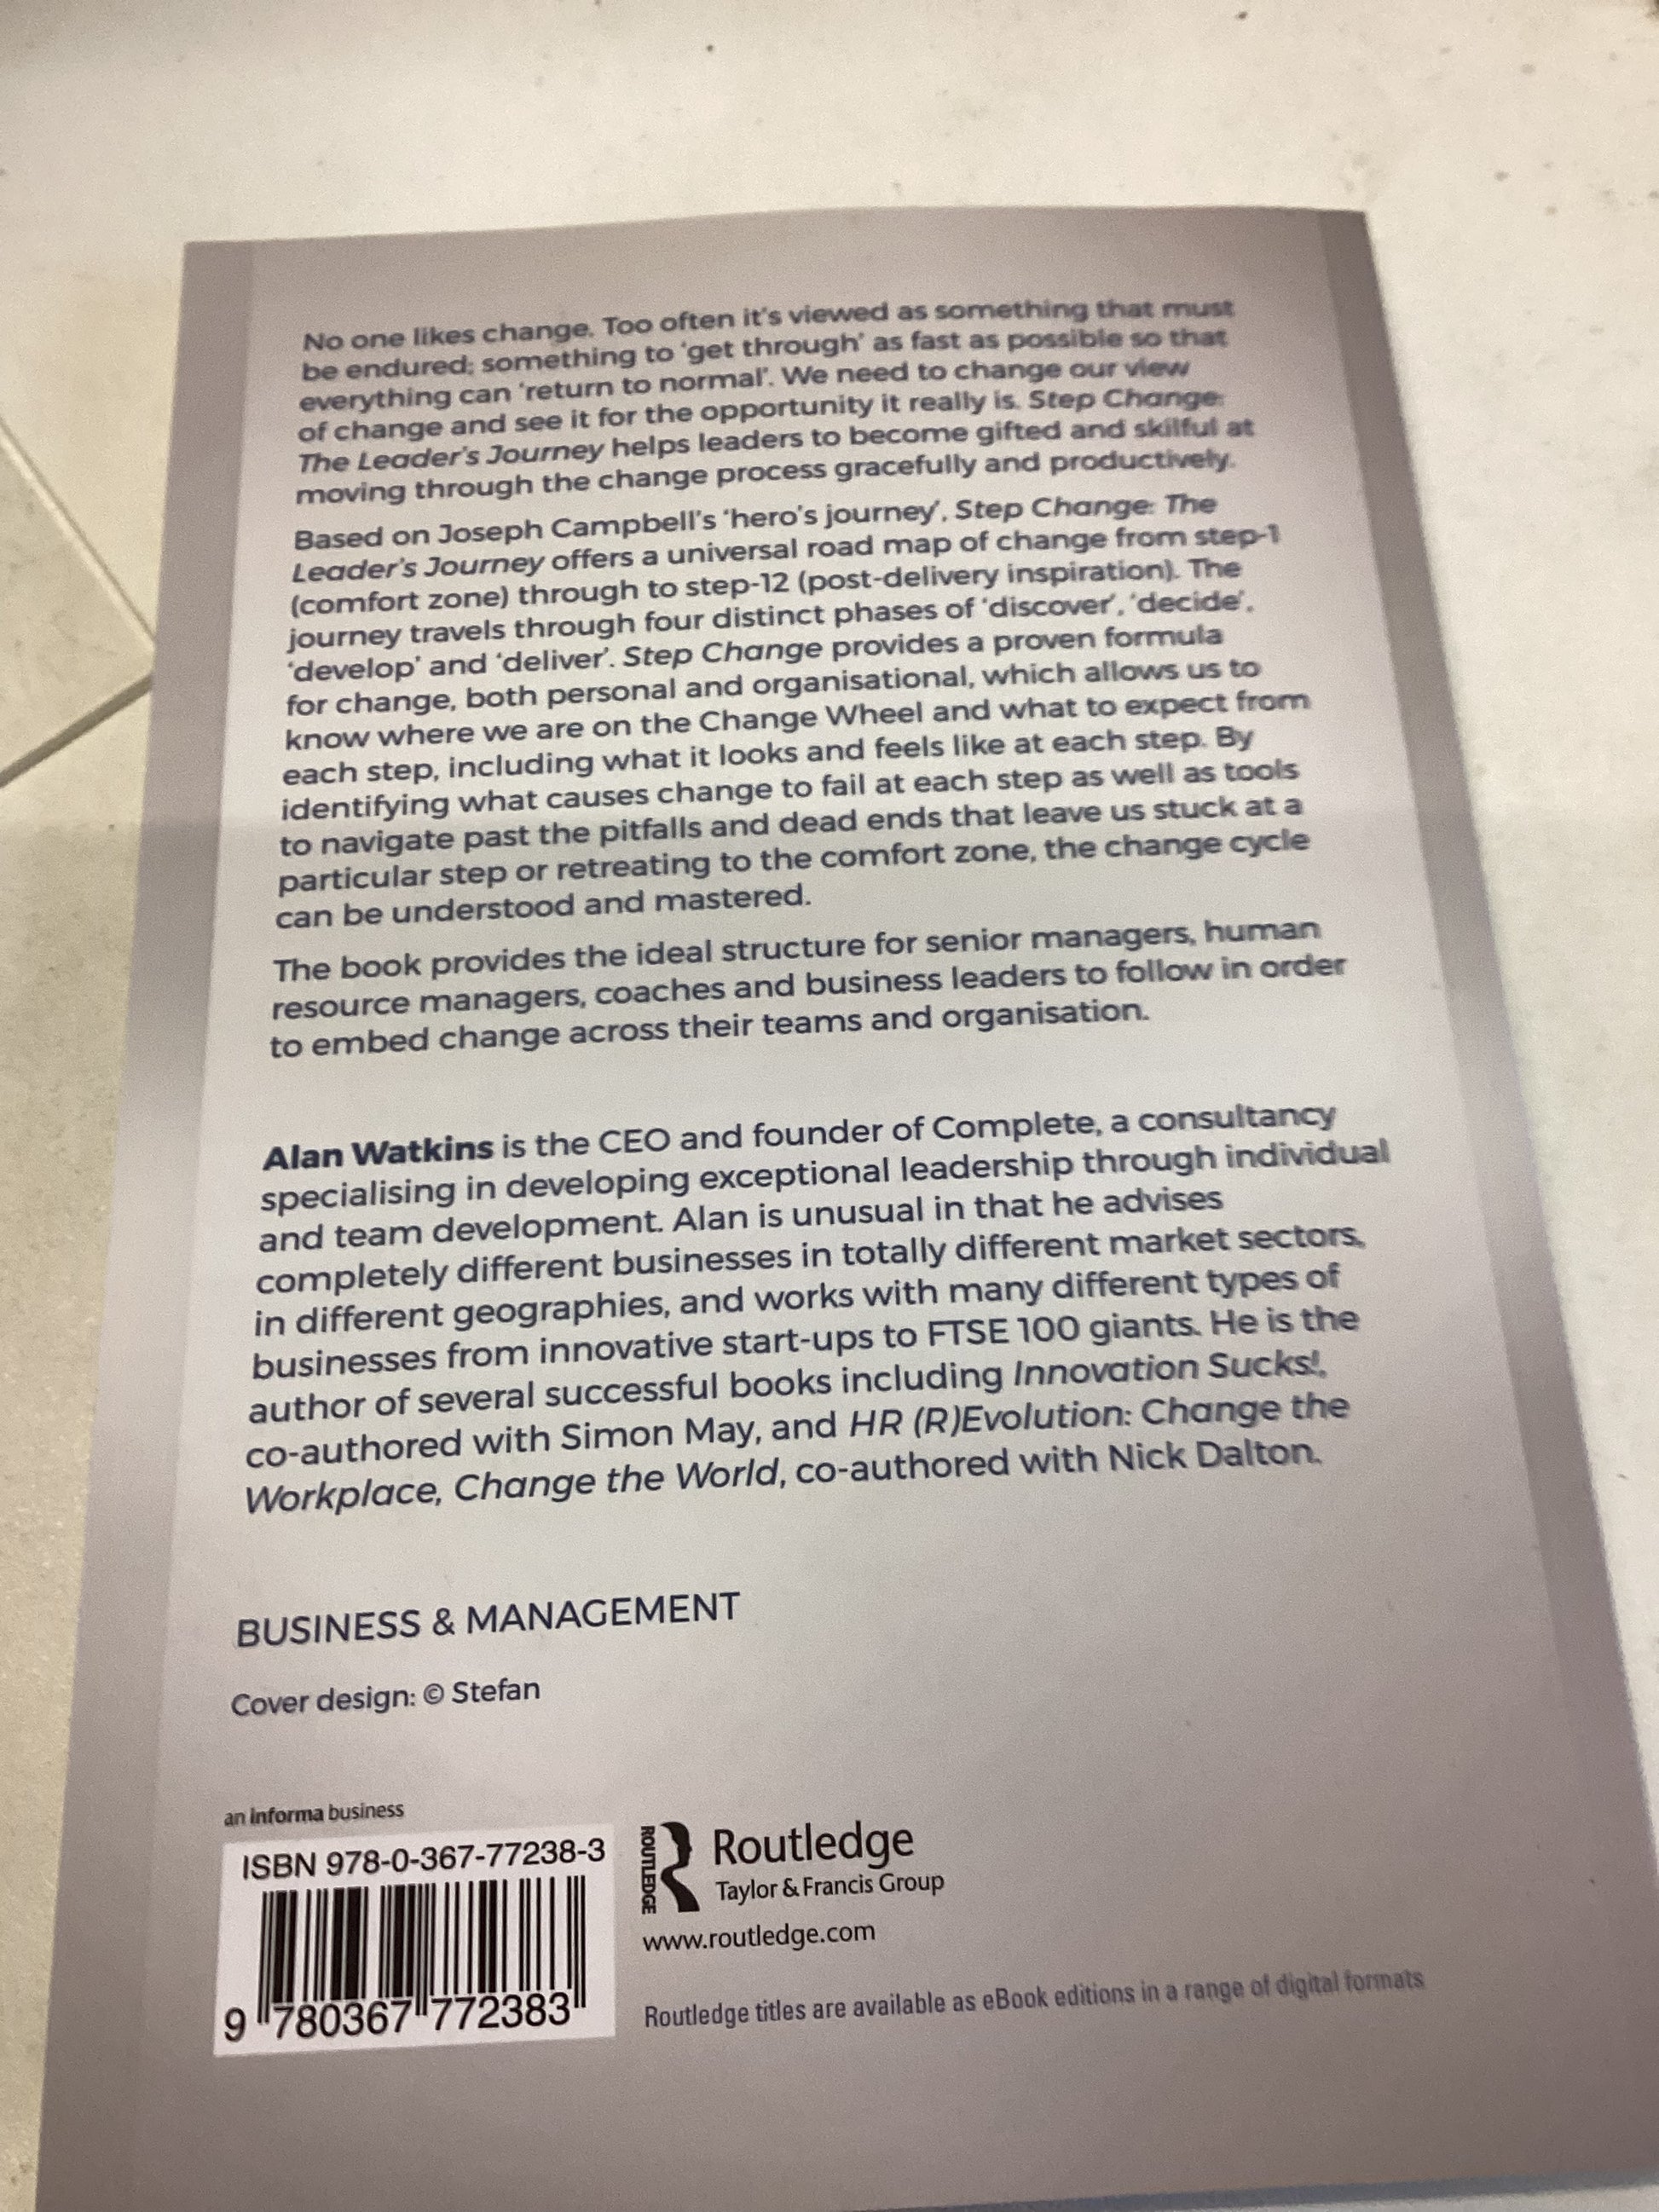 No one likes change. Too often it's viewed as something that must
be endured; something to 'get through' as fast as possible so that
everything can 'return to normal'. We need to change our view
of change and see it for the opportunity it really is. Step Change:
The Leader's Journey helps leaders to become gifted and skilful at
moving through the change process gracefully and productively.
Based on Joseph Campbell's 'hero's journey', Step Change: The
Leader's Journey offers a universal road map of change from step-1
(comfort zone) through to step-12 (post-delivery inspiration). The
journey travels through four distinct phases of 'discover', 'decide',
'develop' and 'deliver'. Step Change provides a proven formula
for change, both personal and organisational, which allows us to
know where we are on the Change Wheel and what to expect from
each step, including what it looks and feels like at each step. By
identifying what causes change to fail at each step as well as tools
to navigate past the pitfalls and dead ends that leave us stuck at a
particular step or retreating to the comfort zone, the change cycle
can be understood and mastered.
The book provides the ideal structure for senior managers, human
resource managers, coaches and business leaders to follow in order
to embed change across their teams and organisation.
Alan Watkins is the CEO and founder of Complete, a consultancy
specialising in developing exceptional leadership through individual
and team development. Alan is unusual in that he advises
completely different businesses in totally different market sectors,
in different geographies, and works with many different types of
businesses from innovative start-ups to FTSE 100 giants. He is the
author of several successful books including Innovation Sucks!,
co-authored with Simon May, and HR (R)Evolution: Change the
Workplace, Change the World, co-authored with Nick Dalton.
BUSINESS & MANAGEMENT
Cover design: © Stefan
an informa business
ISBN 978-0-367-77238-3
9 780367 772383
ROUTLEDGE
Routledge
Taylor & Francis Group
www.routledge.com
Routledge titles are available as eBook editions in a range of digital formats